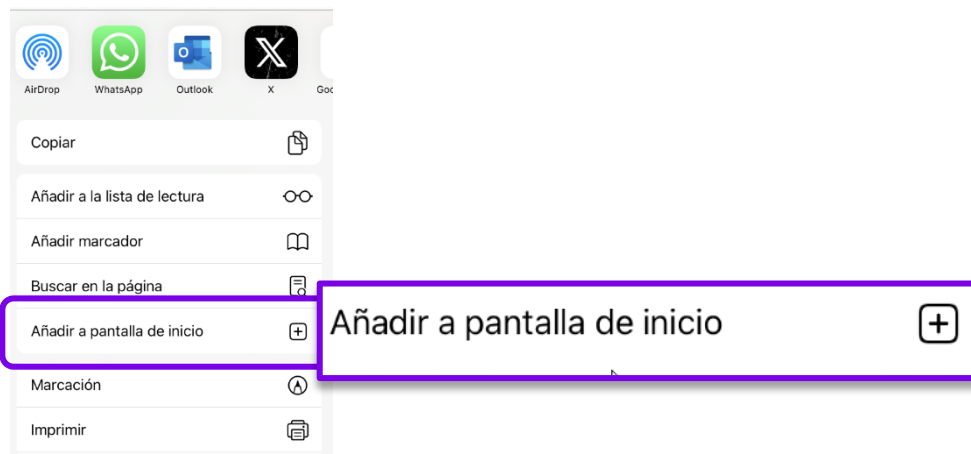 AirDrop
WhatsApp
Outlook
X
Copiar
Añadir a la lista de lectura
Añadir marcador
Buscar en la página
Añadir a pantalla de inicio
Añadir a pantalla de inicio
Marcación
Imprimir